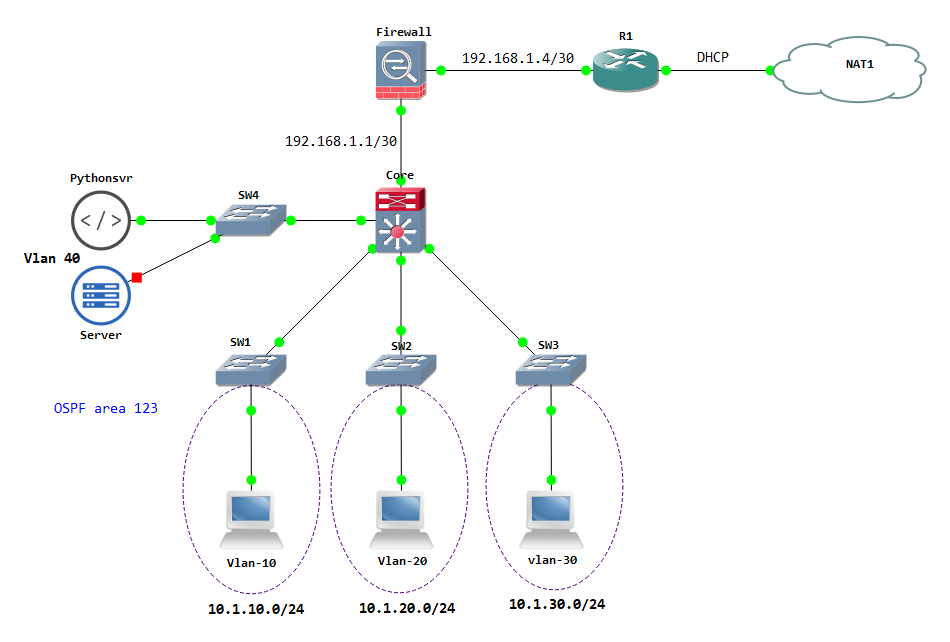 Firewall
R1
192.168.1.4/30
DHCP
NAT1
192.168.1.1/30
Core
Pythonsvr
SW4
</>
Vlan 40
Server
SW1
SW2
SW3
OSPF area 123
Vlan-10
Vlan-20
vlan-30
10.1.10.0/24
10.1.20.0/24
10.1.30.0/24